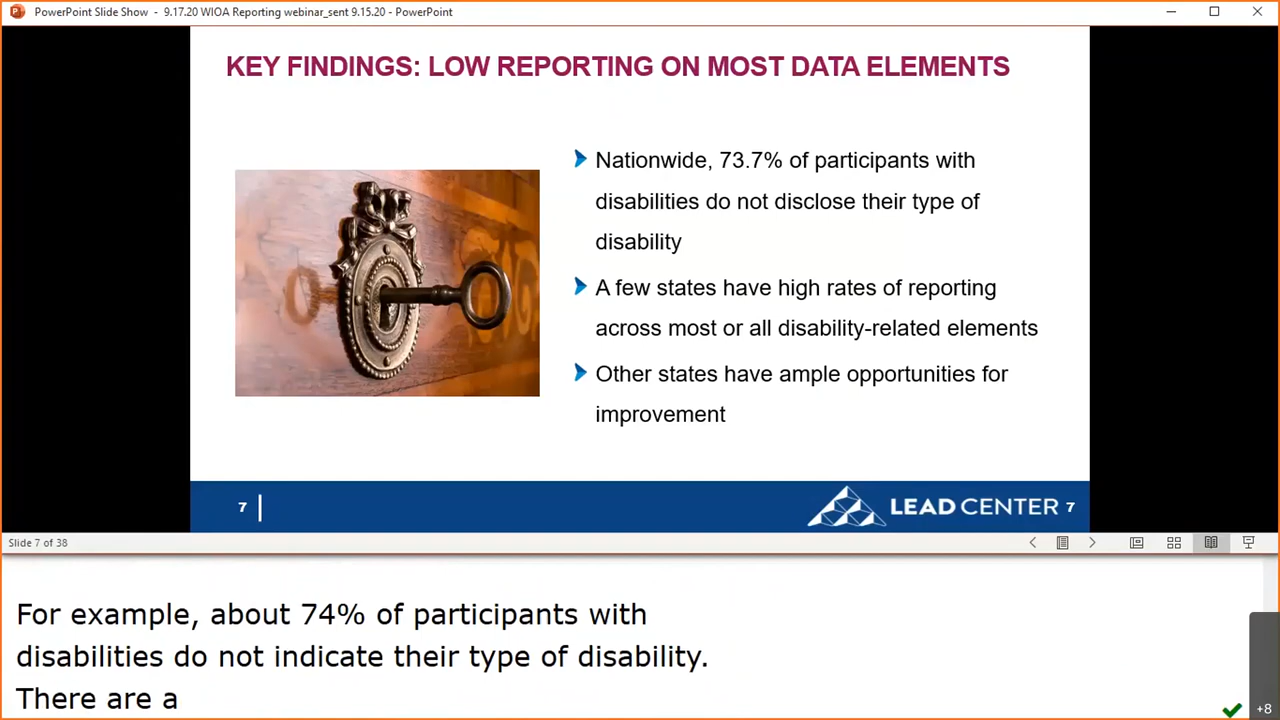 PowerPoint Slide Show - 9.17.20 WIOA Reporting webinar_sent 9.15.20 - PowerPoint
KEY FINDINGS: LOW REPORTING ON MOST DATA ELEMENTS
Nationwide, 73.7% of participants with
disabilities do not disclose their type of
disability
A few states have high rates of reporting
across most or all disability-related elements
Other states have ample opportunities for
improvement
7
LEAD CENTER 7
Slide 7 of 38
For example, about 74% of participants with
disabilities do not indicate their type of disability.
There are a
+8